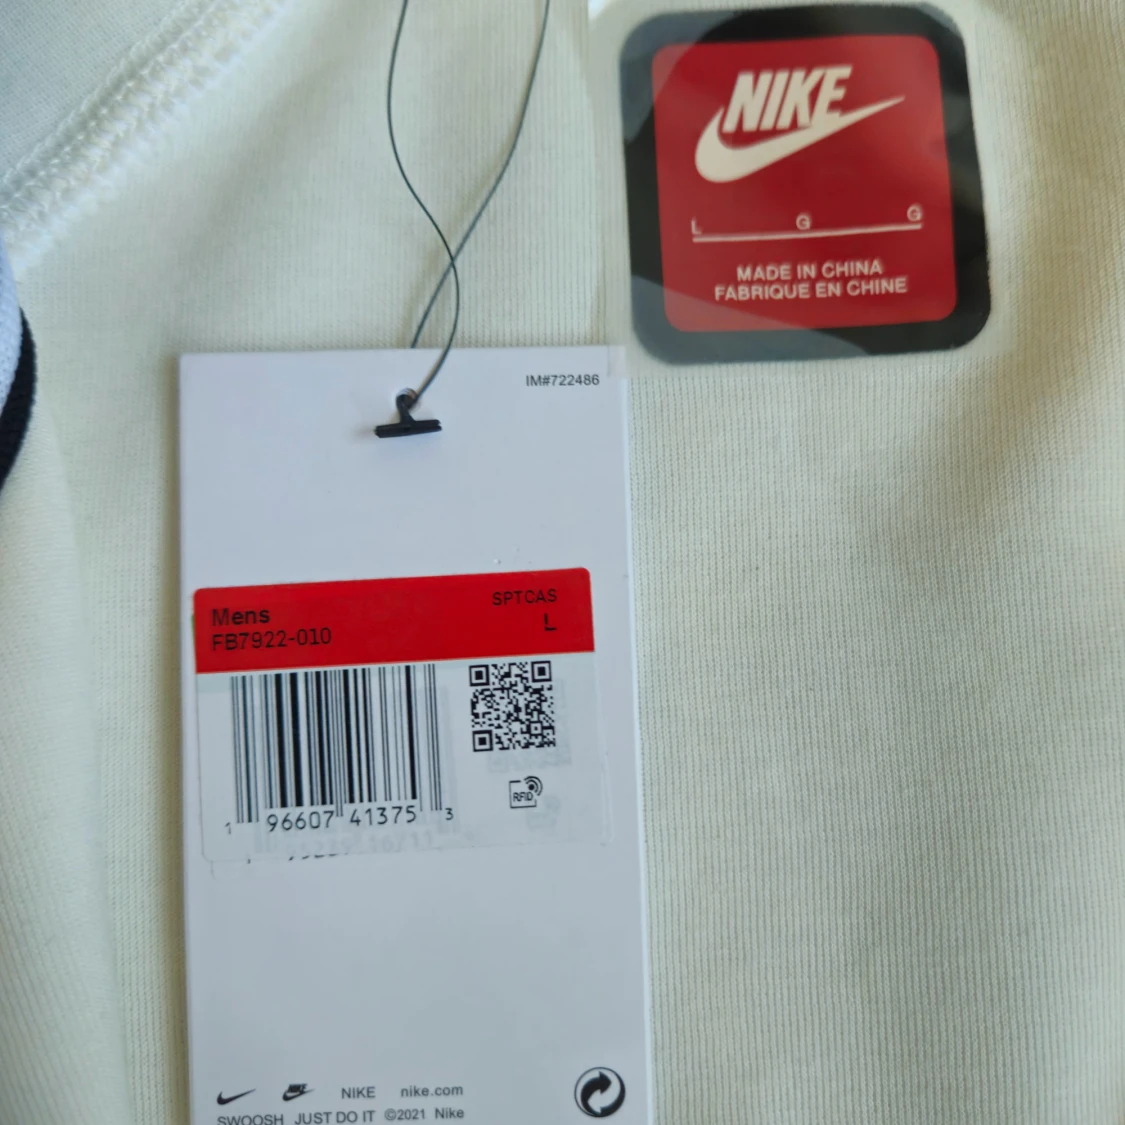 NIKE
L G G
MADE IN CHINA
FABRIQUE EN CHINE
IM#722486
Mens SPTCAS
FB7922-010 L
1 96607 41375 3
RFID
NIKE nike.com
SWOOSH JUST DO IT ©2021 Nike